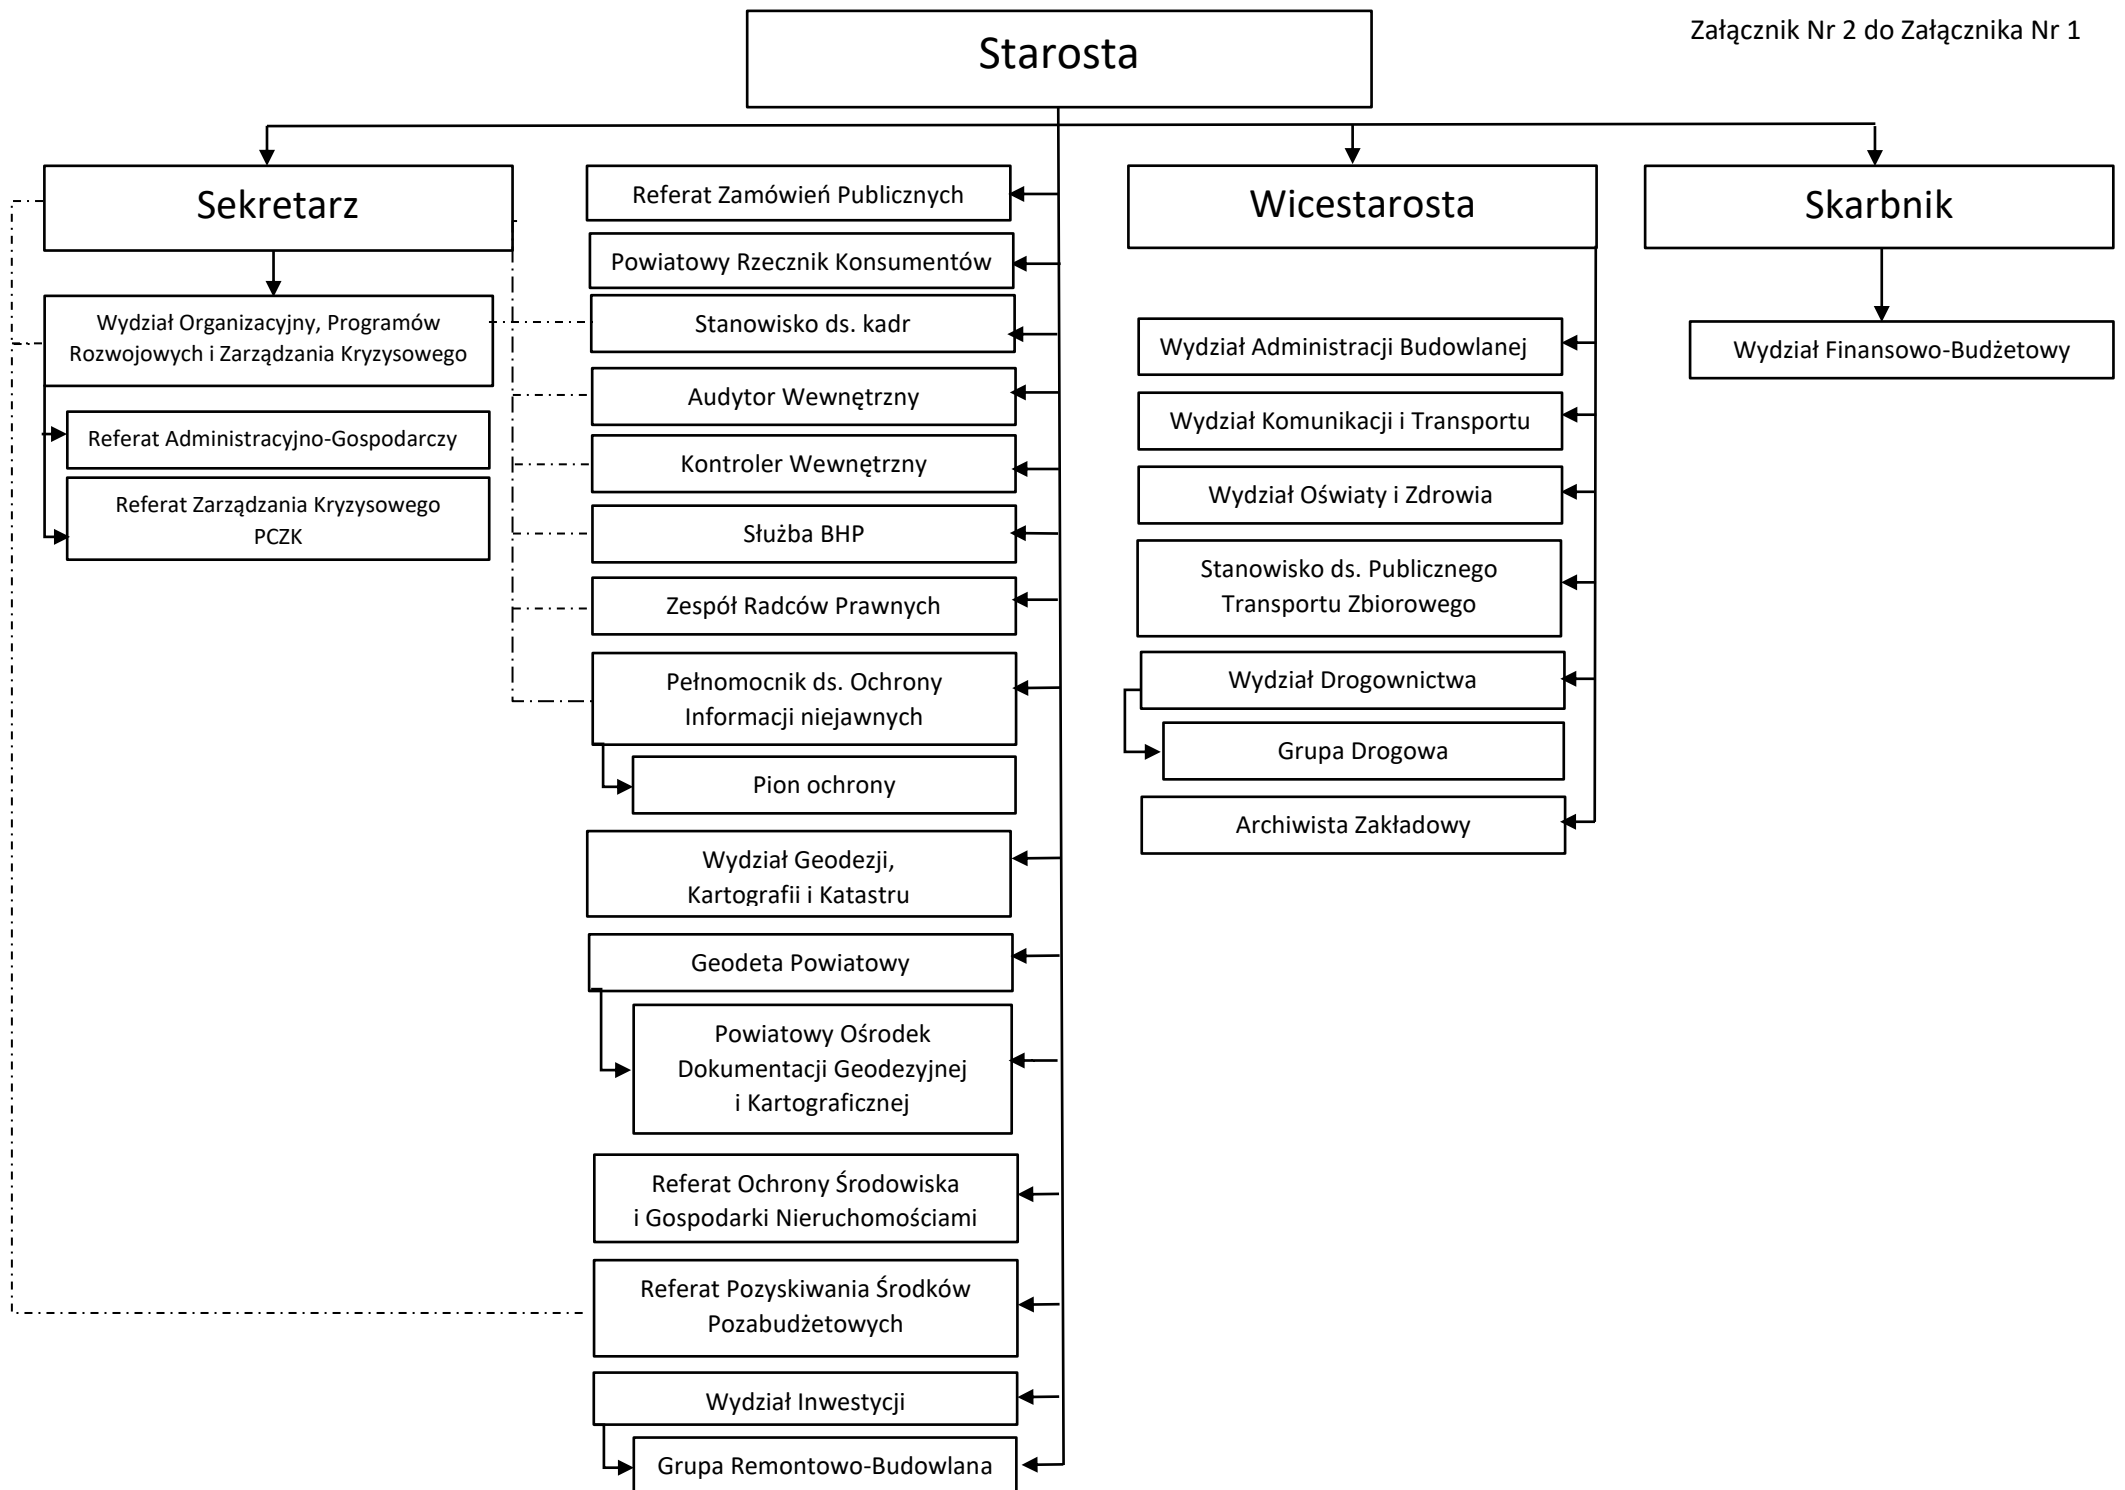 Załącznik Nr 2 do Załącznika Nr 1
Starosta
Sekretarz
Wydział Organizacyjny, Programów
Rozwojowych i Zarządzania Kryzysowego
Referat Administracyjno-Gospodarczy
Referat Zarządzania Kryzysowego
PCZK
Referat Zamówień Publicznych
Powiatowy Rzecznik Konsumentów
Stanowisko ds. kadr
Audytor Wewnętrzny
Kontroler Wewnętrzny
Służba BHP
Zespół Radców Prawnych
Pełnomocnik ds. Ochrony
Informacji niejawnych
Pion ochrony
Wydział Geodezji,
Kartografii i Katastru
Geodeta Powiatowy
Powiatowy Ośrodek
Dokumentacji Geodezyjnej
i Kartograficznej
Referat Ochrony Środowiska
i Gospodarki Nieruchomościami
Referat Pozyskiwania Środków
Pozabudżetowych
Wydział Inwestycji
Grupa Remontowo-Budowlana
Wicestarosta
Wydział Administracji Budowlanej
Wydział Komunikacji i Transportu
Wydział Oświaty i Zdrowia
Stanowisko ds. Publicznego
Transportu Zbiorowego
Wydział Drogownictwa
Grupa Drogowa
Archiwista Zakładowy
Skarbnik
Wydział Finansowo-Budżetowy